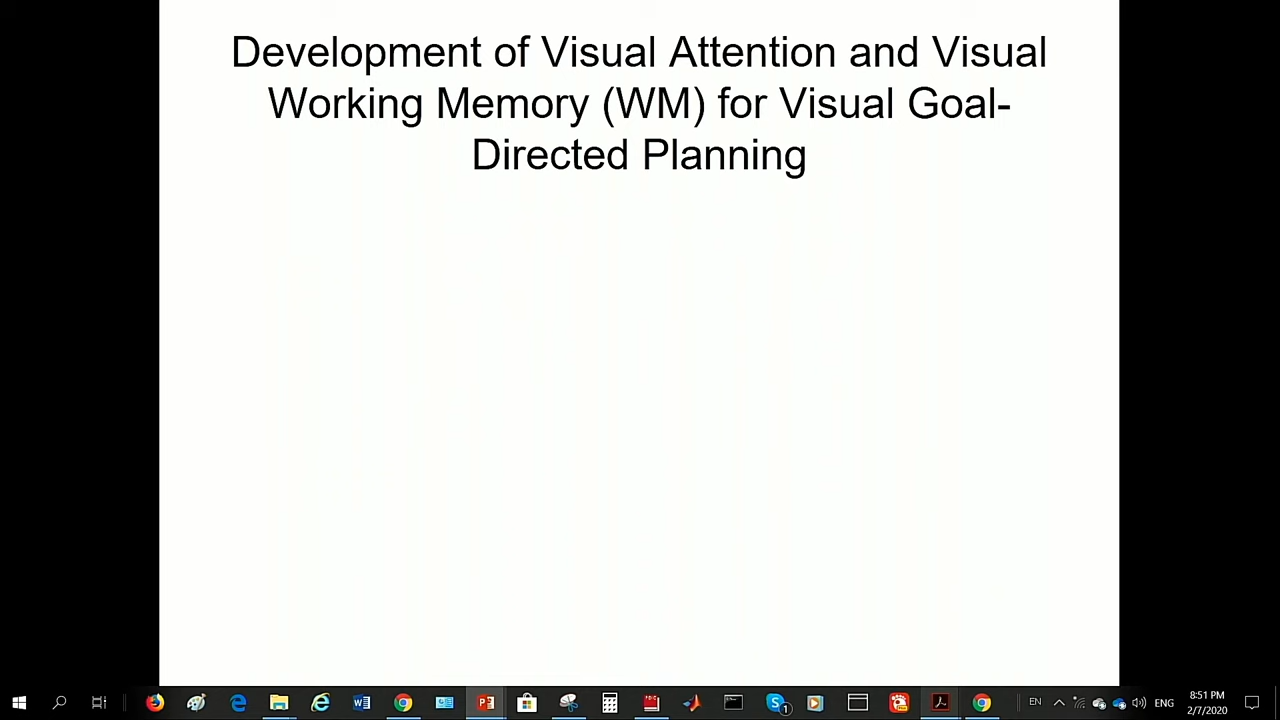 Development of Visual Attention and Visual
Working Memory (WM) for Visual Goal-
Directed Planning
EN
ENG
8:51 PM
2/7/2020